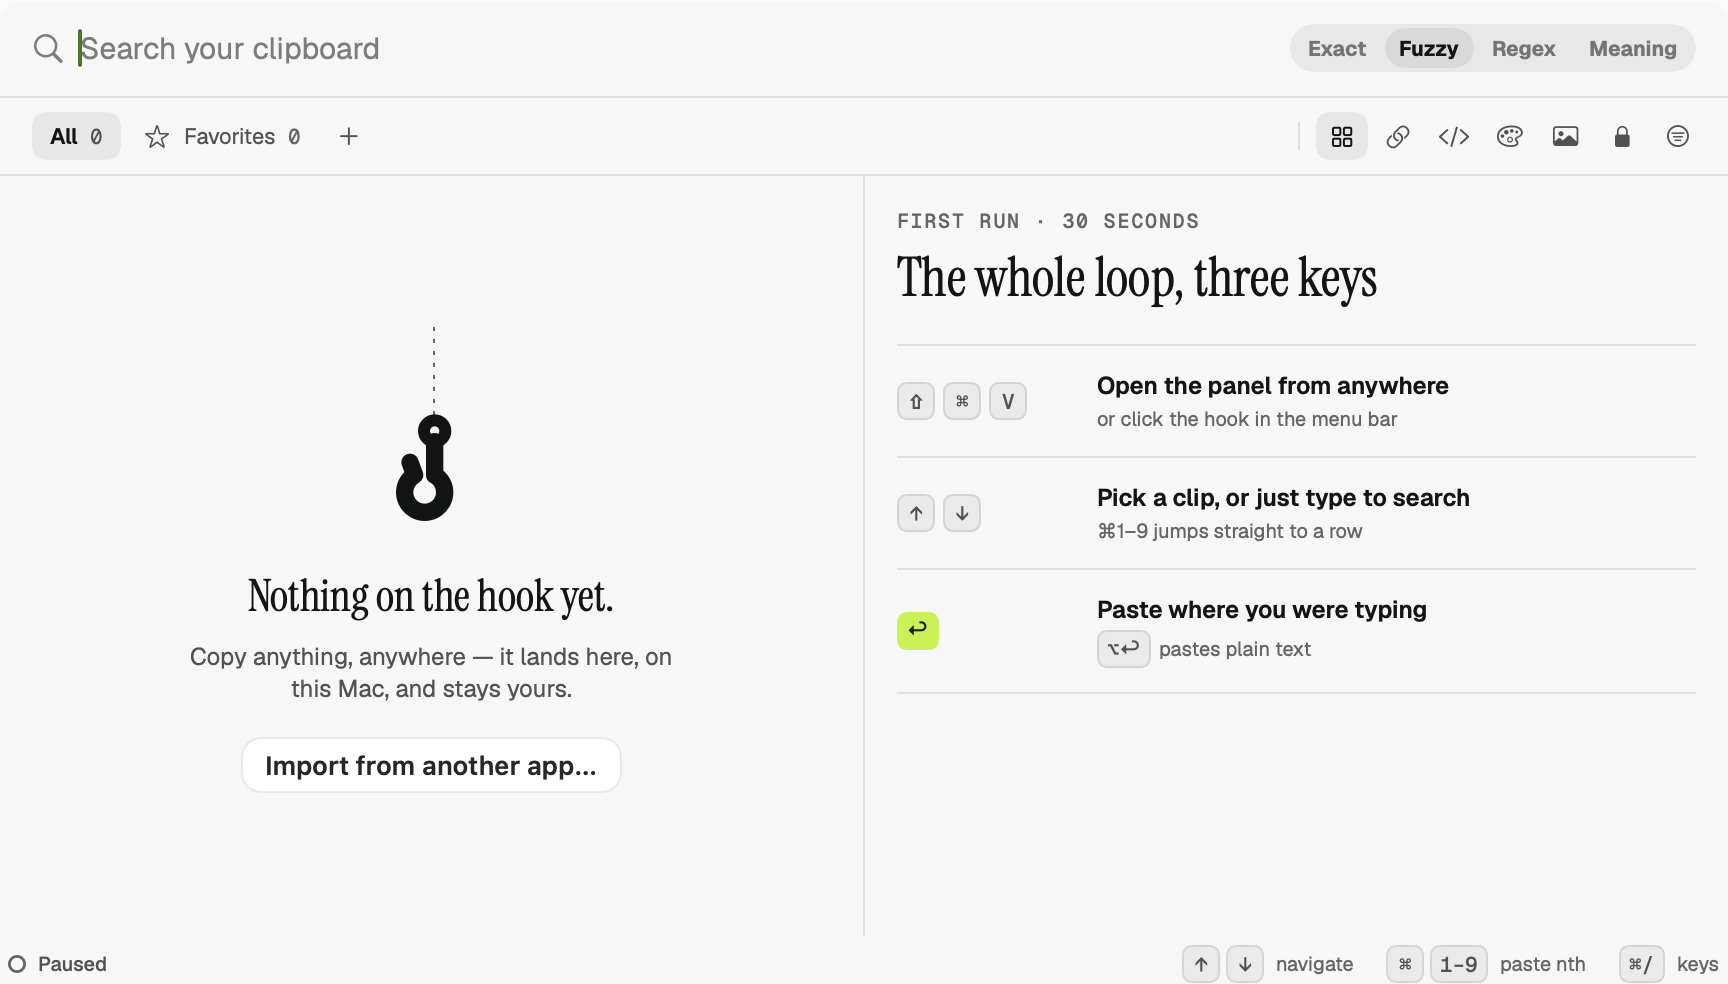 Search your clipboard
Exact Fuzzy Regex Meaning
All 0 Favorites 0 +
FIRST RUN · 30 SECONDS
The whole loop, three keys
⇧ ⌘ V
Open the panel from anywhere
or click the hook in the menu bar
↑ ↓
Pick a clip, or just type to search
⌘1–9 jumps straight to a row
↩
Paste where you were typing
⌥↩ pastes plain text
Nothing on the hook yet.
Copy anything, anywhere — it lands here, on
this Mac, and stays yours.
Import from another app...
Paused
↑ ↓ navigate ⌘ 1–9 paste nth ⌘/ keys